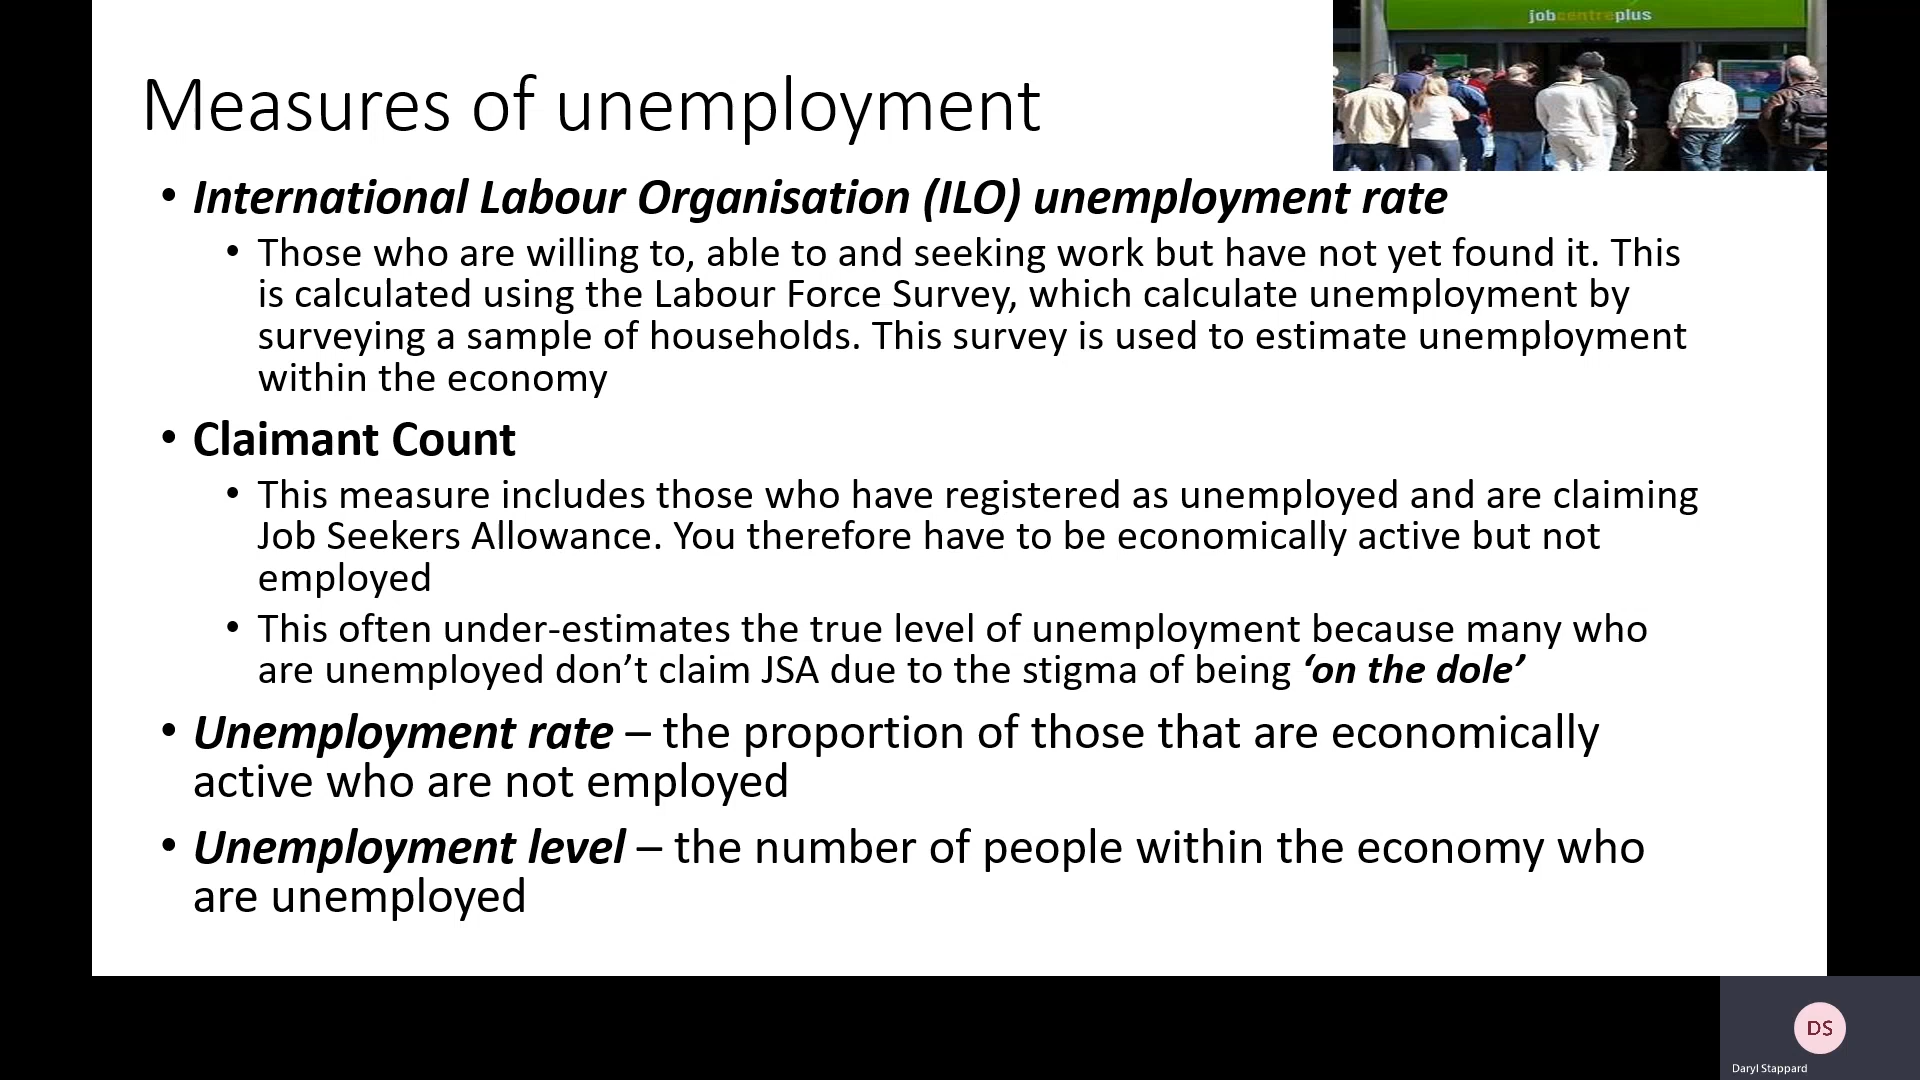 jobcentreplus
Measures of unemployment
• International Labour Organisation (ILO) unemployment rate
• Those who are willing to, able to and seeking work but have not yet found it. This
is calculated using the Labour Force Survey, which calculate unemployment by
surveying a sample of households. This survey is used to estimate unemployment
within the economy
• Claimant Count
• This measure includes those who have registered as unemployed and are claiming
Job Seekers Allowance. You therefore have to be economically active but not
employed
• This often under-estimates the true level of unemployment because many who
are unemployed don’t claim JSA due to the stigma of being ‘on the dole’
• Unemployment rate – the proportion of those that are economically
active who are not employed
• Unemployment level – the number of people within the economy who
are unemployed
DS
Daryl Stappard